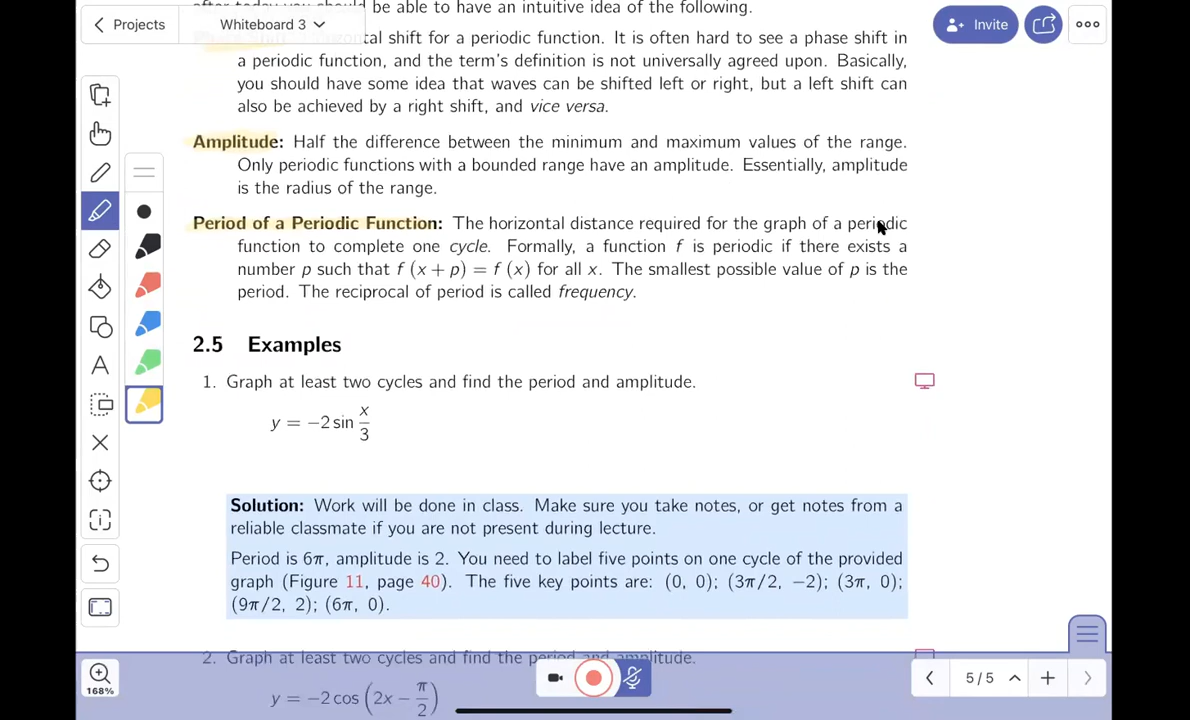 after today you should be able to have an intuitive idea of the following.
Projects
Whiteboard 3
Invite
shift for a periodic function. It is often hard to see a phase shift in
a periodic function, and the term's definition is not universally agreed upon. Basically,
you should have some idea that waves can be shifted left or right, but a left shift can
also be achieved by a right shift, and vice versa.
Amplitude: Half the difference between the minimum and maximum values of the range.
Only periodic functions with a bounded range have an amplitude. Essentially, amplitude
is the radius of the range.
Period of a Periodic Function: The horizontal distance required for the graph of a periodic
function to complete one cycle. Formally, a function f is periodic if there exists a
number p such that f (x + p) = f (x) for all x. The smallest possible value of p is the
period. The reciprocal of period is called frequency.
2.5 Examples
1. Graph at least two cycles and find the period and amplitude.
y = −2 sin x/3
Solution: Work will be done in class. Make sure you take notes, or get notes from a
reliable classmate if you are not present during lecture.
Period is 6π, amplitude is 2. You need to label five points on one cycle of the provided
graph (Figure 11, page 40). The five key points are: (0, 0); (3π/2, −2); (3π, 0);
(9π/2, 2); (6π, 0).
2. Graph at least two cycles and find the period and amplitude.
y = −2 cos (2x − π/2)
168%
5 / 5